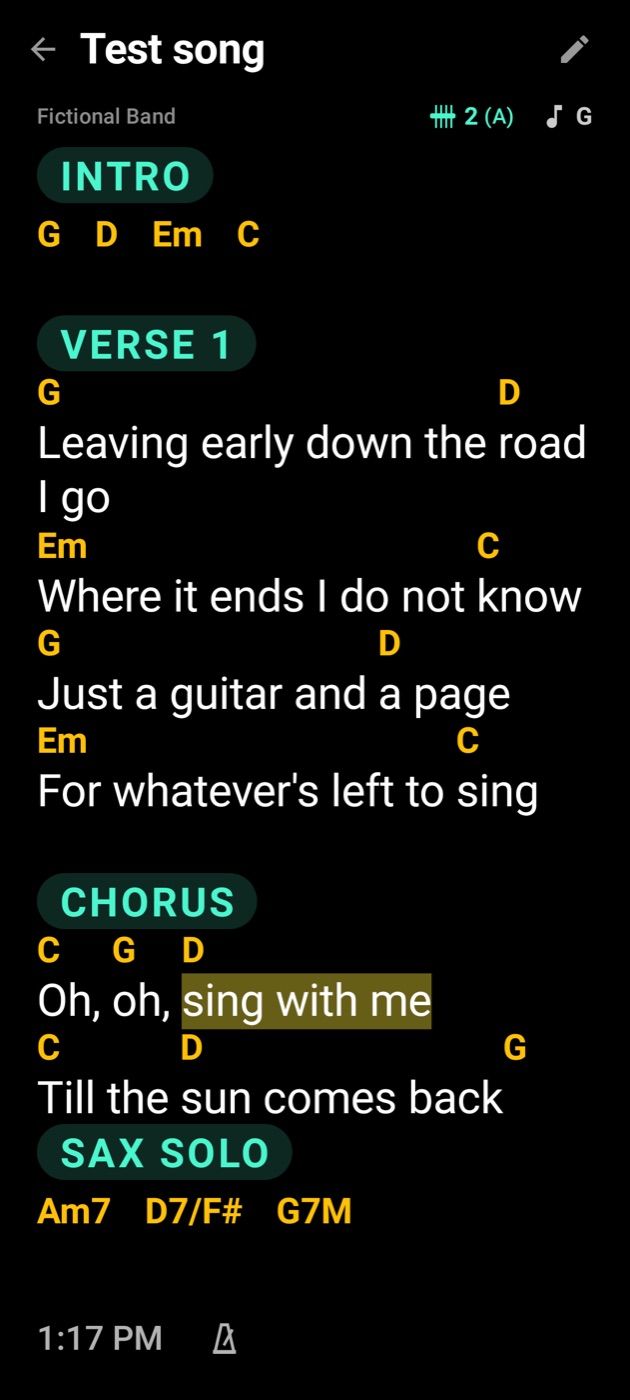 Test song
Fictional Band 2 (A) G
INTRO
G D Em C
VERSE 1
G D
Leaving early down the road
I go
Em C
Where it ends I do not know
G D
Just a guitar and a page
Em C
For whatever's left to sing
CHORUS
C G D
Oh, oh, sing with me
C D G
Till the sun comes back
SAX SOLO
Am7 D7/F# G7M
1:17 PM